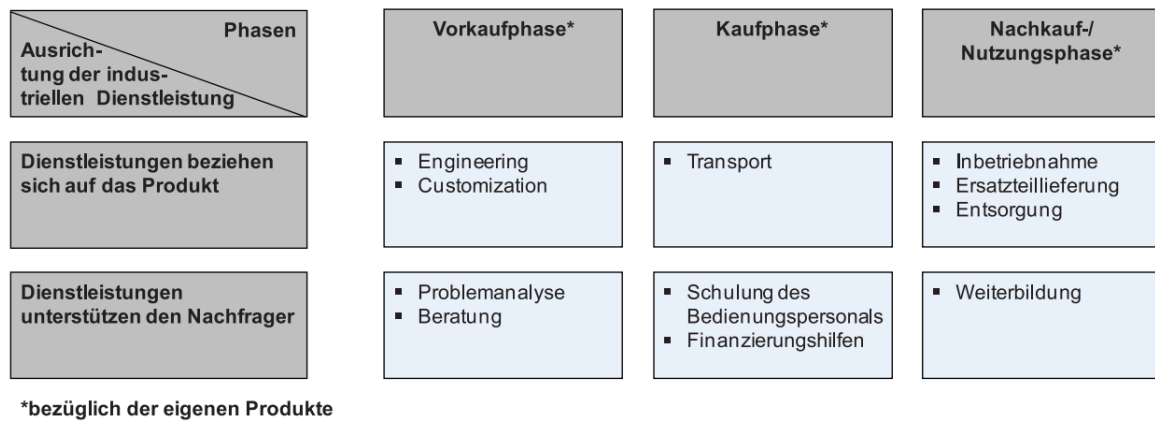 Phasen
Ausrich-
tung der indus-
triellen Dienstleistung
Vorkaufphase*
Kaufphase*
Nachkauf-/
Nutzungsphase*
Dienstleistungen beziehen
sich auf das Produkt
▪ Engineering
▪ Customization
▪ Transport
▪ Inbetriebnahme
▪ Ersatzteillieferung
▪ Entsorgung
Dienstleistungen
unterstützen den Nachfrager
▪ Problemanalyse
▪ Beratung
▪ Schulung des
Bedienungspersonals
▪ Finanzierungshilfen
▪ Weiterbildung
*bezüglich der eigenen Produkte